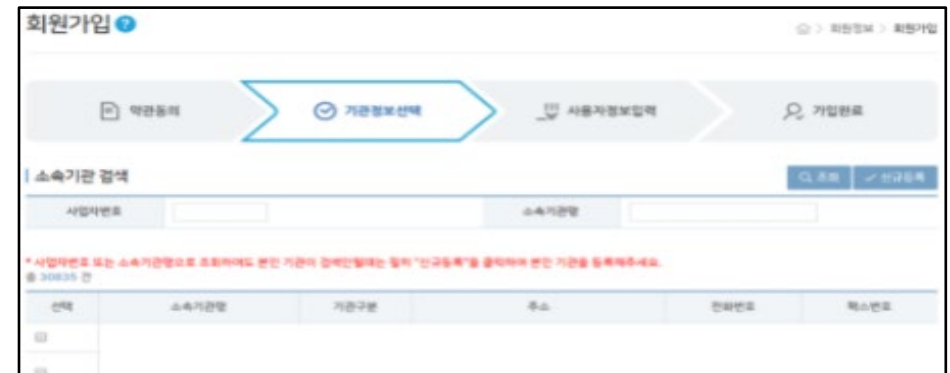 회원가입 ?
> 회원정보 > 회원가입
약관동의
기관정보선택
사용자정보입력
가입완료
소속기관 검색
조회
신규등록
사업자번호
소속기관명
* 사업자번호 또는 소속기관명으로 조회하여도 본인 기관이 검색안될때는 필히 "신규등록"을 클릭하여 본인 기관을 등록해주세요.
총 30835 건
선택 소속기관명 기관구분 주소 전화번호 팩스번호